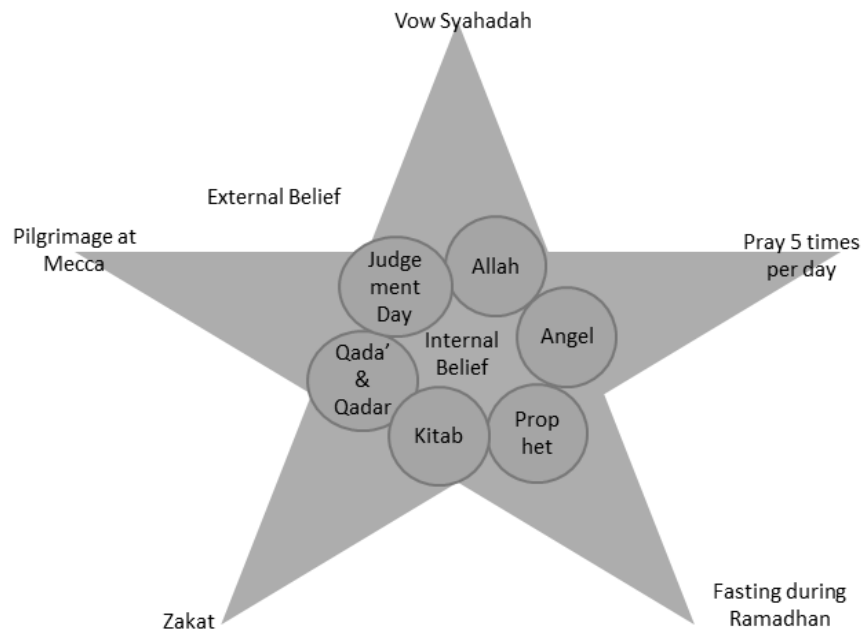 Vow Syahadah
External Belief
Pilgrimage at
Mecca
Pray 5 times
per day
Judge
ment
Day
Allah
Angel
Internal
Belief
Qada’
&
Qadar
Kitab
Prop
het
Zakat
Fasting during
Ramadhan